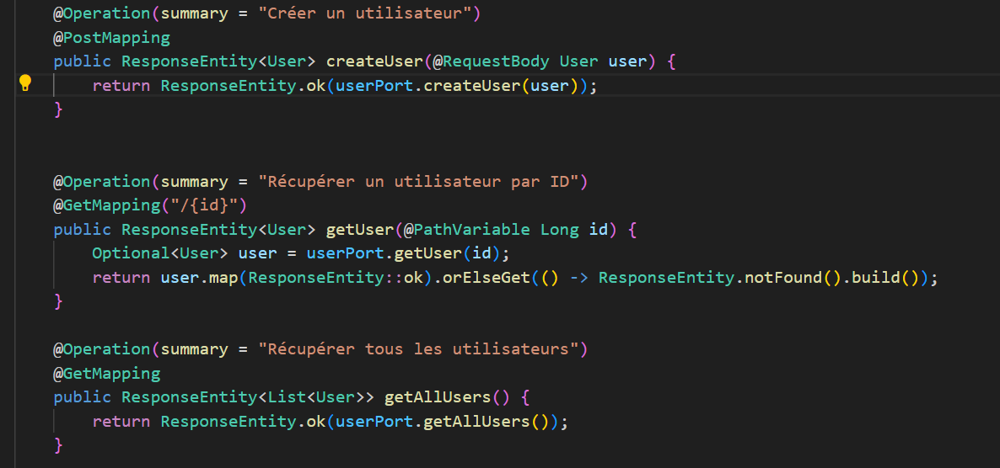 @Operation(summary = "Créer un utilisateur")
@PostMapping
public ResponseEntity<User> createUser(@RequestBody User user) {
return ResponseEntity.ok(userPort.createUser(user));
}
@Operation(summary = "Récupérer un utilisateur par ID")
@GetMapping("/{id}")
public ResponseEntity<User> getUser(@PathVariable Long id) {
Optional<User> user = userPort.getUser(id);
return user.map(ResponseEntity::ok).orElseGet(() -> ResponseEntity.notFound().build());
}
@Operation(summary = "Récupérer tous les utilisateurs")
@GetMapping
public ResponseEntity<List<User>> getAllUsers() {
return ResponseEntity.ok(userPort.getAllUsers());
}